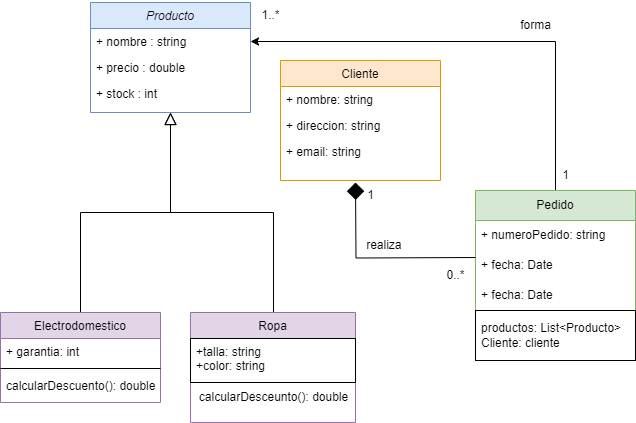 Producto
+ nombre : string
+ precio : double
+ stock : int
1..*
forma
Cliente
+ nombre: string
+ direccion: string
+ email: string
1
realiza
0..*
1
Pedido
+ numeroPedido: string
+ fecha: Date
+ fecha: Date
productos: List<Producto>
Cliente: cliente
Electrodomestico
+ garantia: int
calcularDescuento(): double
Ropa
+talla: string
+color: string
calcularDesceunto(): double